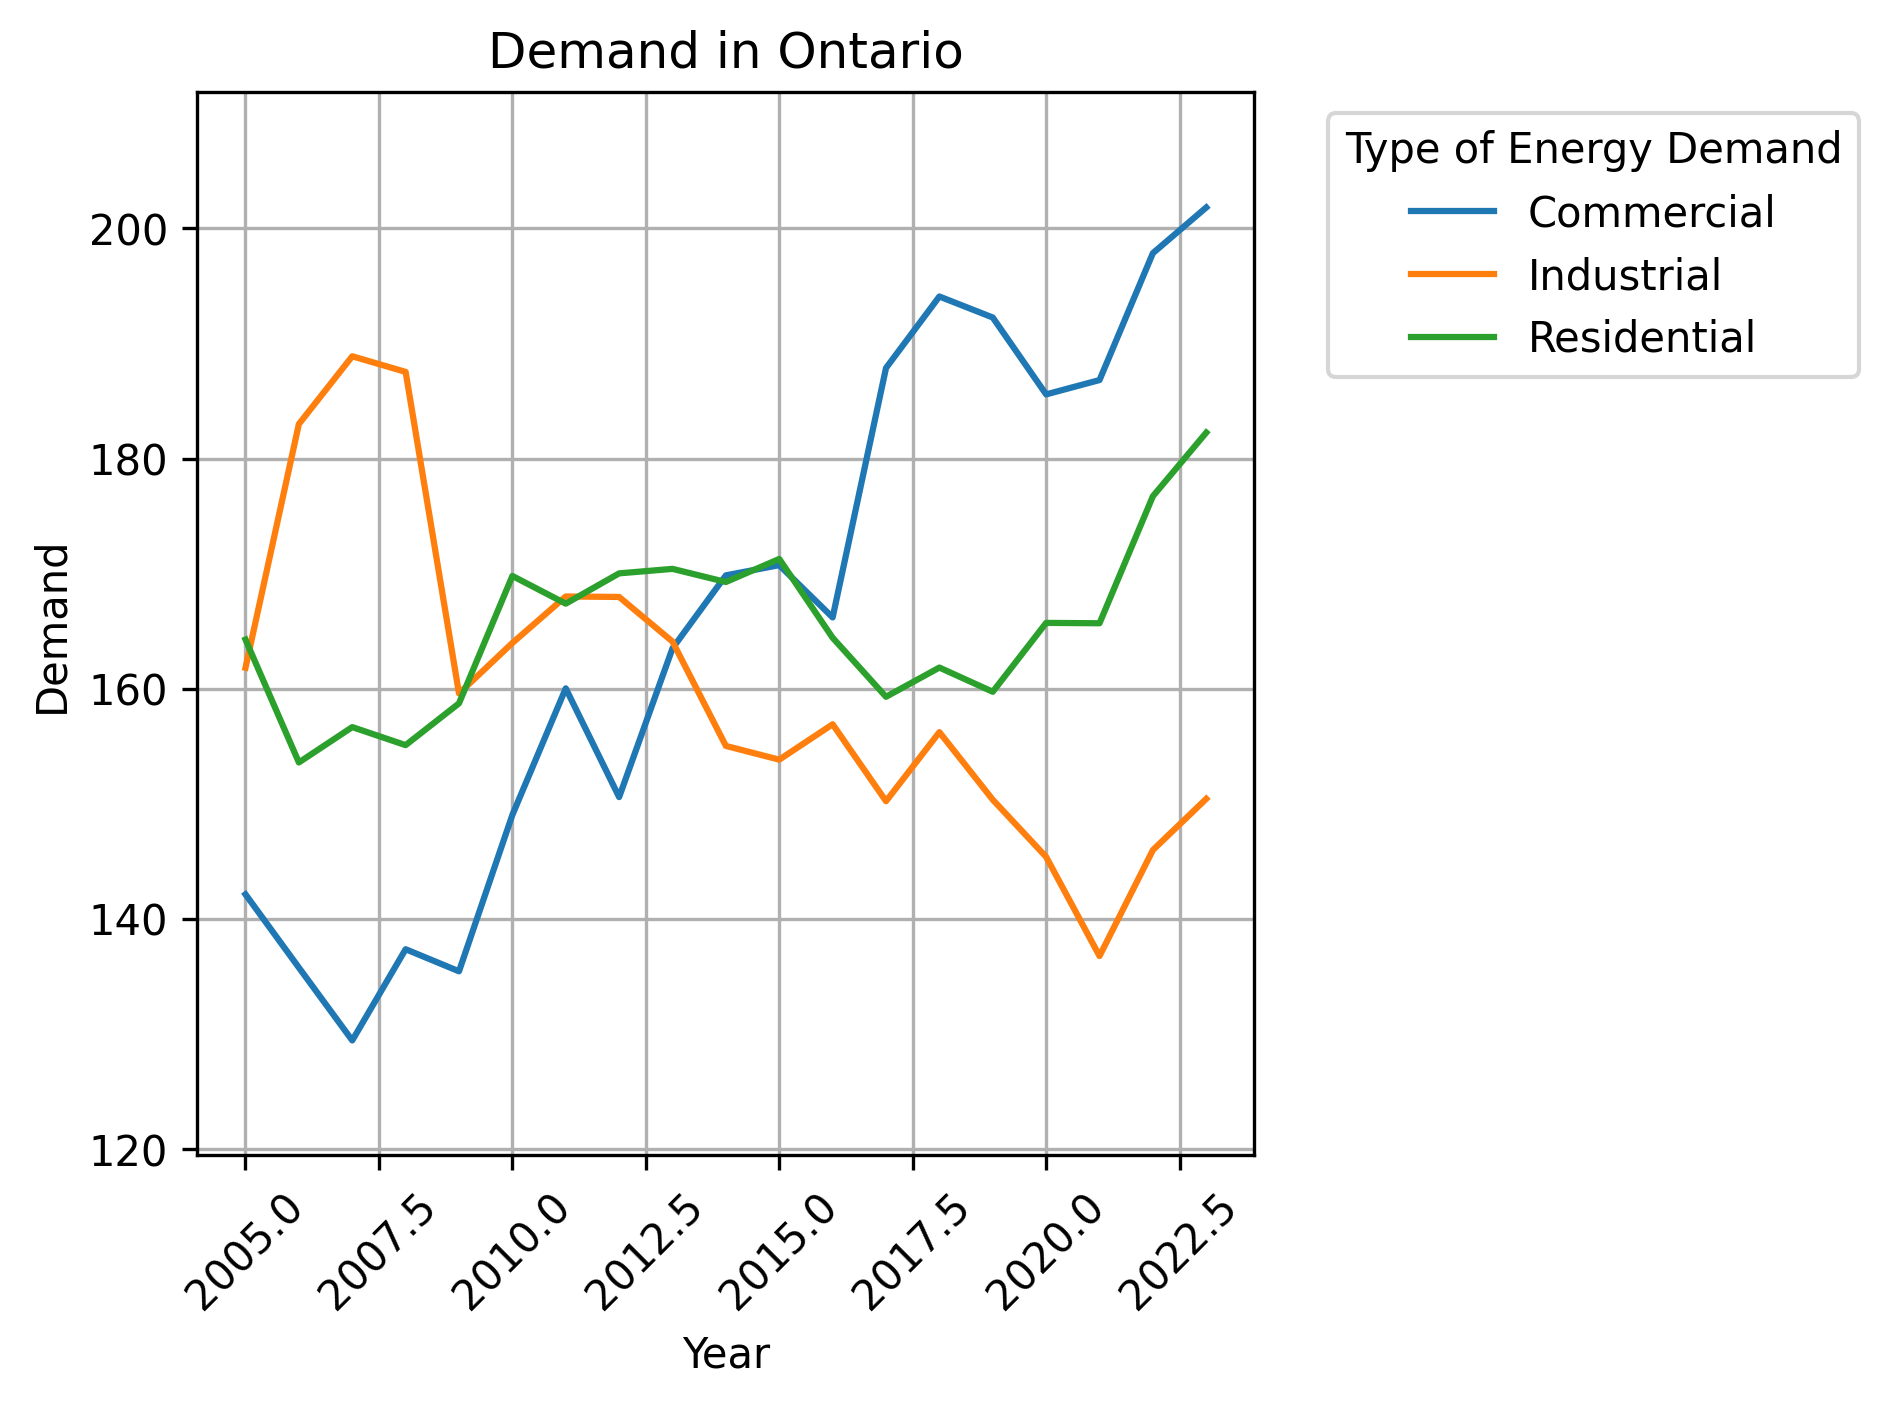 Demand in Ontario
Type of Energy Demand
Commercial
Industrial
Residential
Demand
200
180
160
140
120
2005.0
2007.5
2010.0
2012.5
2015.0
2017.5
2020.0
2022.5
Year